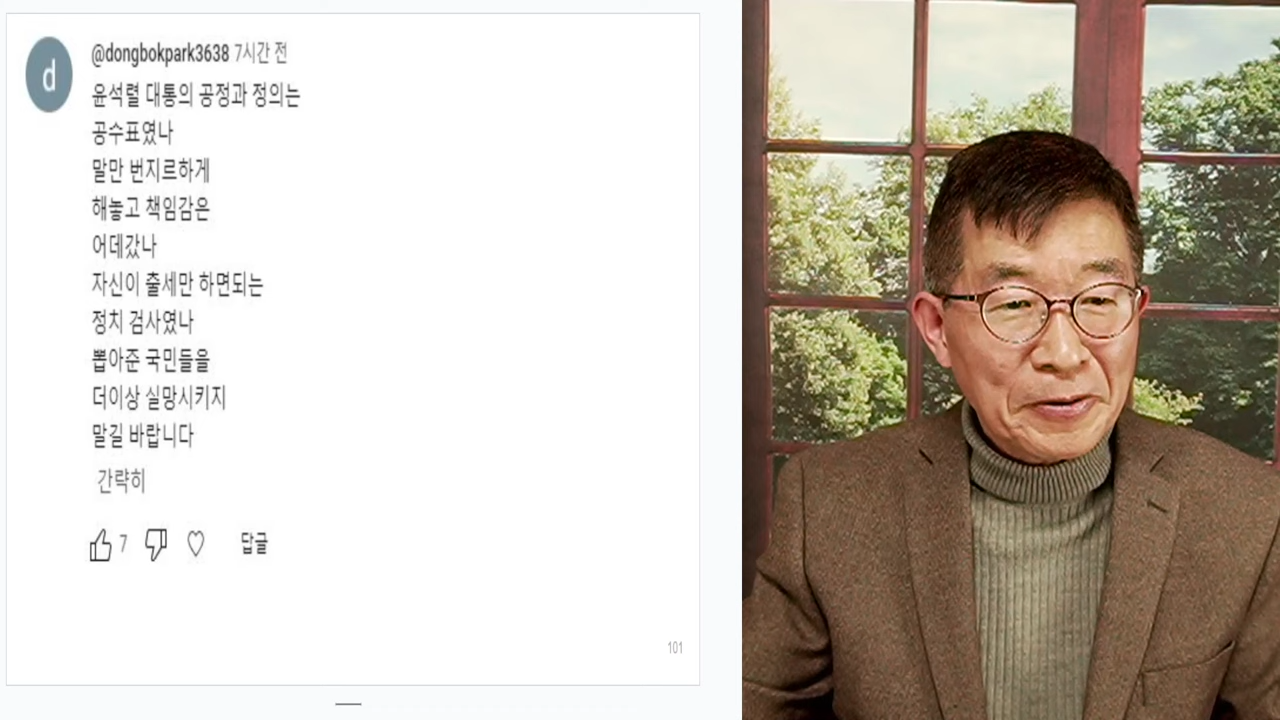 d
@dongbokpark3638 7시간 전
윤석렬 대통의 공정과 정의는
공수표였나
말만 번지르하게
해놓고 책임감은
어데갔나
자신이 출세만 하면되는
정치 검사였나
뽑아준 국민들을
더이상 실망시키지
말길 바랍니다
간략히
7 답글
101